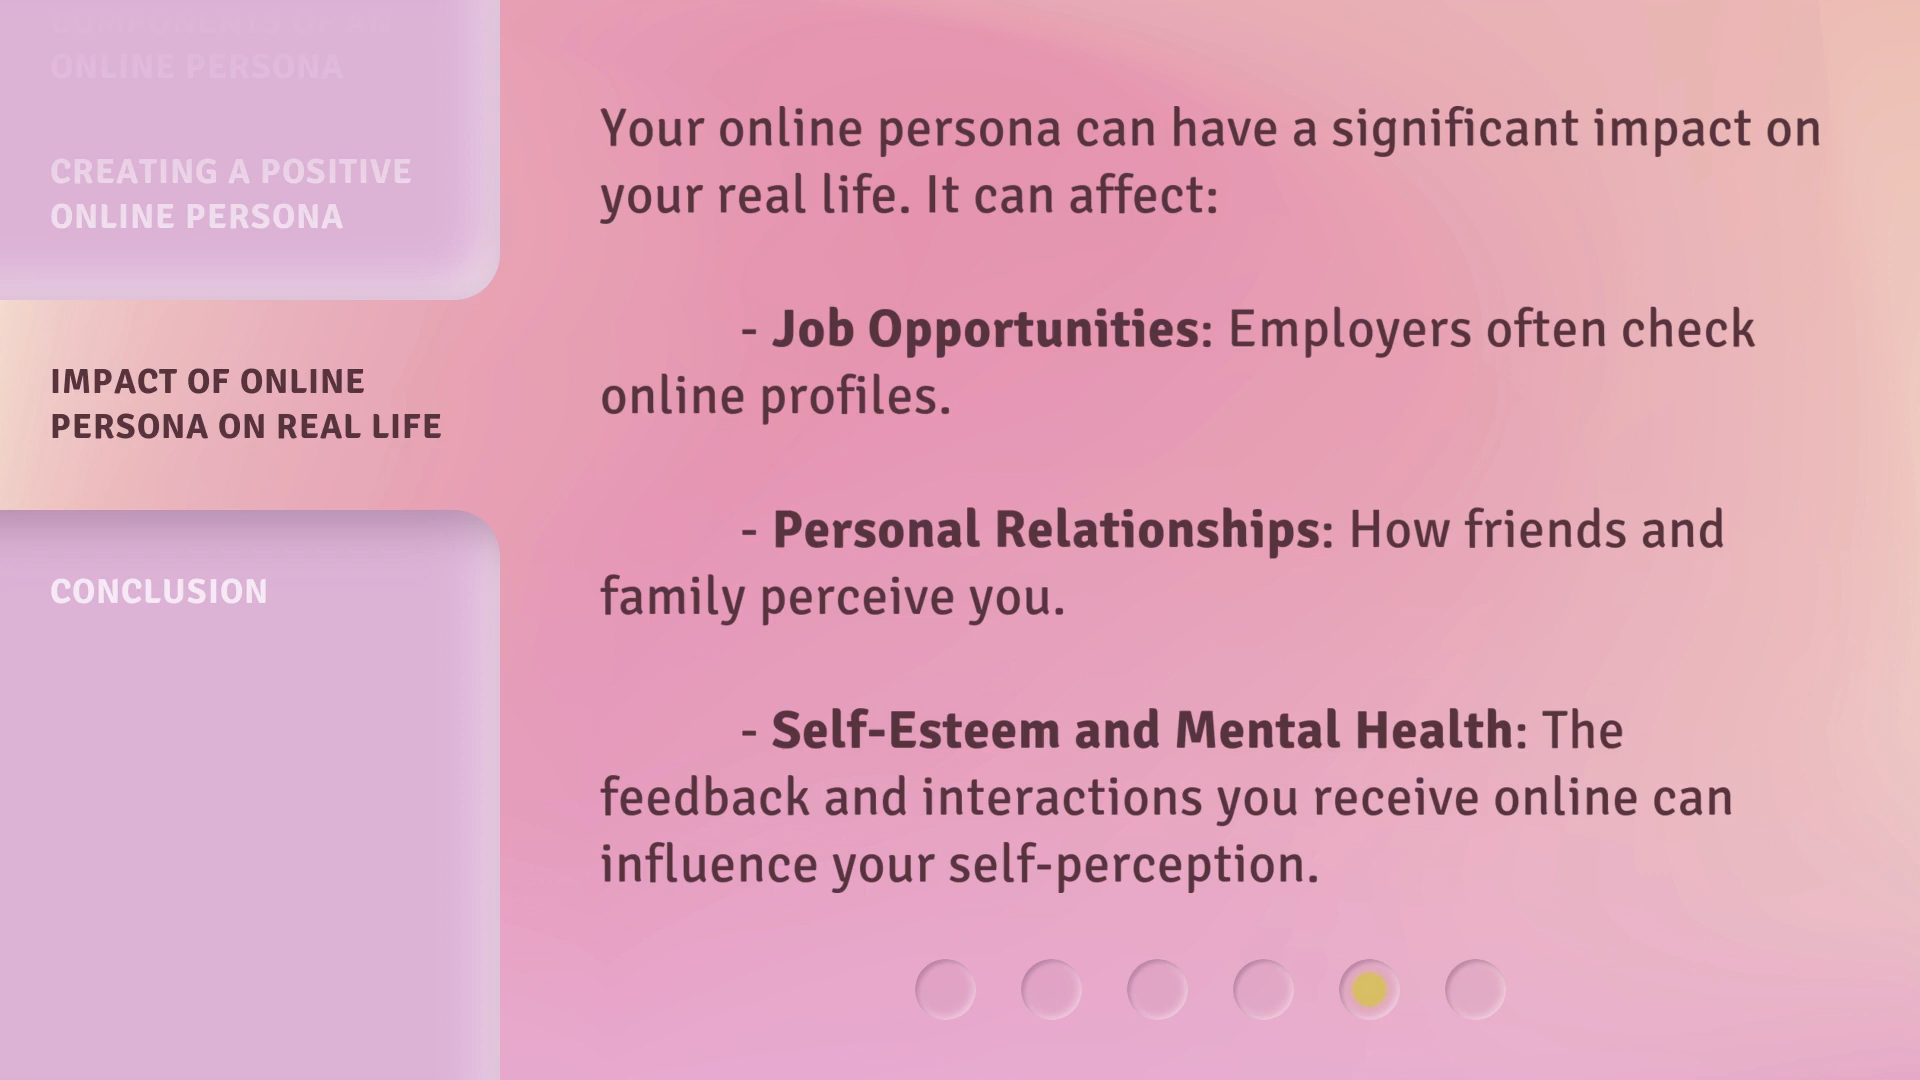 COMPONENTS OF AN
ONLINE PERSONA
CREATING A POSITIVE
ONLINE PERSONA
IMPACT OF ONLINE
PERSONA ON REAL LIFE
CONCLUSION
Your online persona can have a significant impact on
your real life. It can affect:
- Job Opportunities: Employers often check
online profiles.
- Personal Relationships: How friends and
family perceive you.
- Self-Esteem and Mental Health: The
feedback and interactions you receive online can
influence your self-perception.